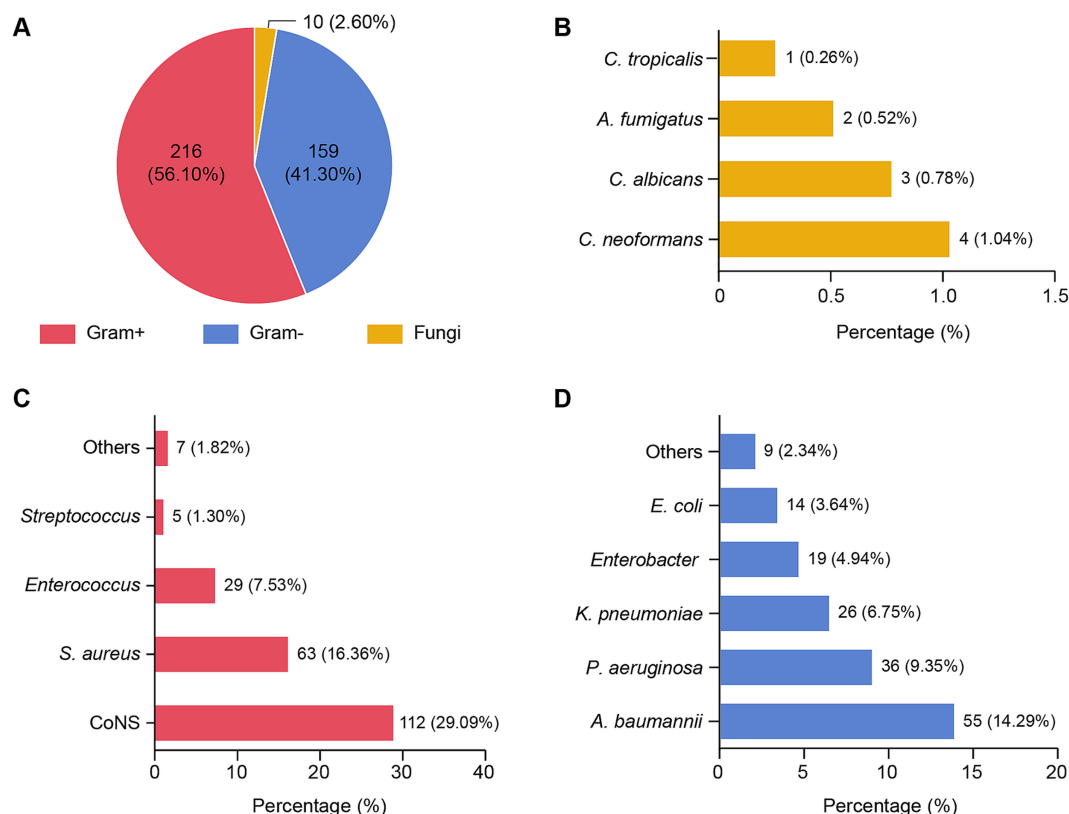 A
10 (2.60%)
216
(56.10%)
159
(41.30%)
Gram+
Gram-
Fungi
B
C. tropicalis
1 (0.26%)
A. fumigatus
2 (0.52%)
C. albicans
3 (0.78%)
C. neoformans
4 (1.04%)
0
0.5
1.0
1.5
Percentage (%)
C
Others
7 (1.82%)
Streptococcus
5 (1.30%)
Enterococcus
29 (7.53%)
S. aureus
63 (16.36%)
CoNS
112 (29.09%)
0
10
20
30
40
Percentage (%)
D
Others
9 (2.34%)
E. coli
14 (3.64%)
Enterobacter
19 (4.94%)
K. pneumoniae
26 (6.75%)
P. aeruginosa
36 (9.35%)
A. baumannii
55 (14.29%)
0
5
10
15
20
Percentage (%)